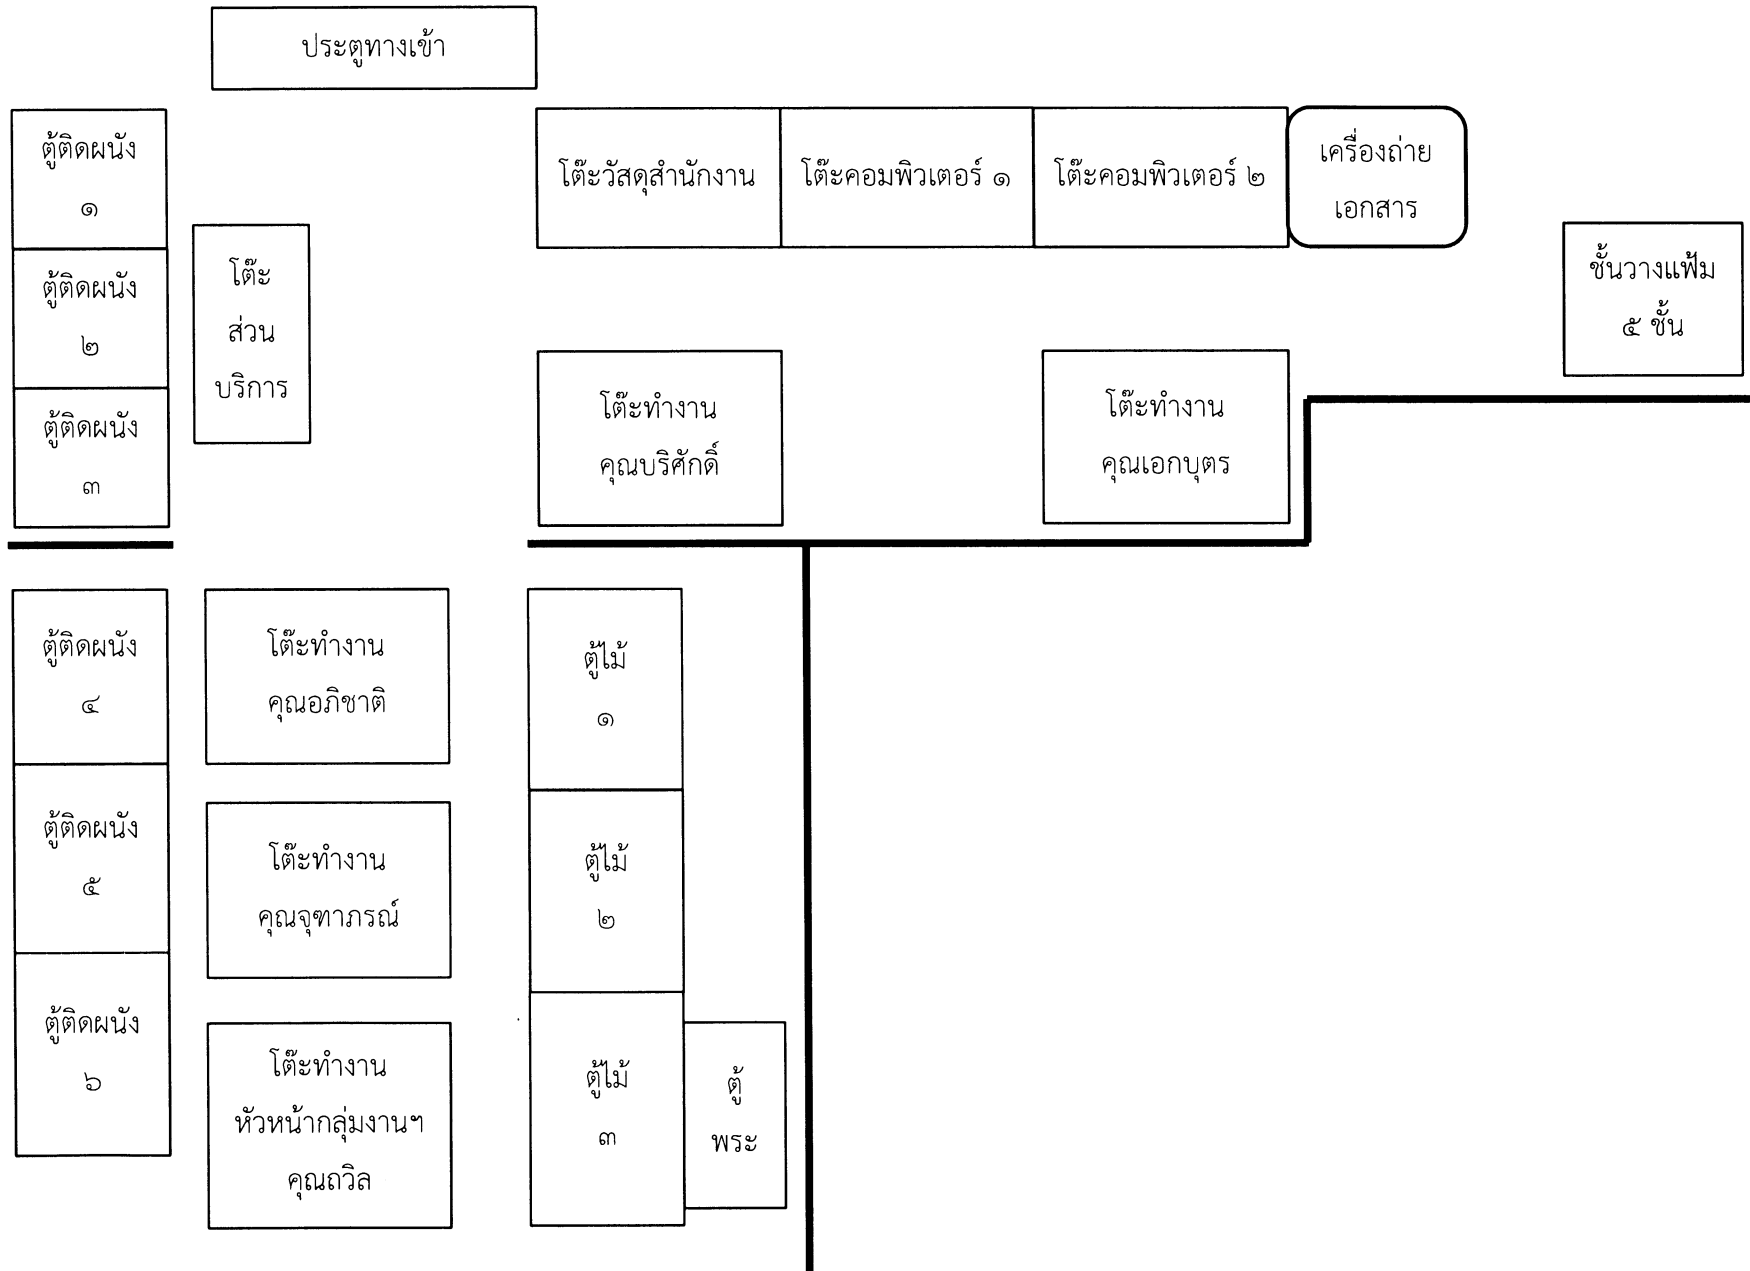 ประตูทางเข้า
ตู้ติดผนัง
๑
ตู้ติดผนัง
๒
ตู้ติดผนัง
๓
โต๊ะ
ส่วน
บริการ
โต๊ะวัสดุสำนักงาน
โต๊ะคอมพิวเตอร์ ๑
โต๊ะคอมพิวเตอร์ ๒
เครื่องถ่าย
เอกสาร
ชั้นวางแฟ้ม
๕ ชั้น
โต๊ะทำงาน
คุณบริศักดิ์
โต๊ะทำงาน
คุณเอกบุตร
ตู้ติดผนัง
๔
ตู้ติดผนัง
๕
ตู้ติดผนัง
๖
โต๊ะทำงาน
คุณอภิชาติ
โต๊ะทำงาน
คุณจุฑาภรณ์
โต๊ะทำงาน
หัวหน้ากลุ่มงานฯ
คุณถวิล
ตู้ไม้
๑
ตู้ไม้
๒
ตู้ไม้
๓
ตู้
พระ